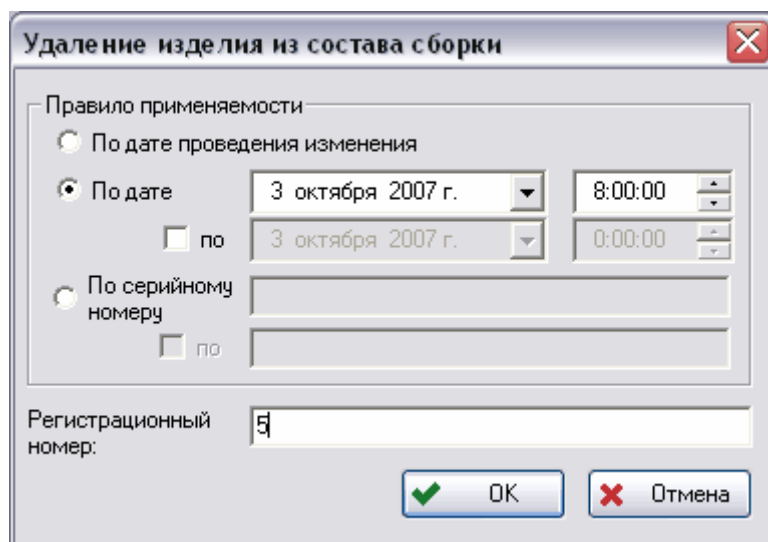 Удаление изделия из состава сборки
Правило применяемости
По дате проведения изменения
По дате 3 октября 2007 г. 8:00:00
по 3 октября 2007 г. 0:00:00
По серийному
номеру
по
Регистрационный
номер:
5
OK Отмена